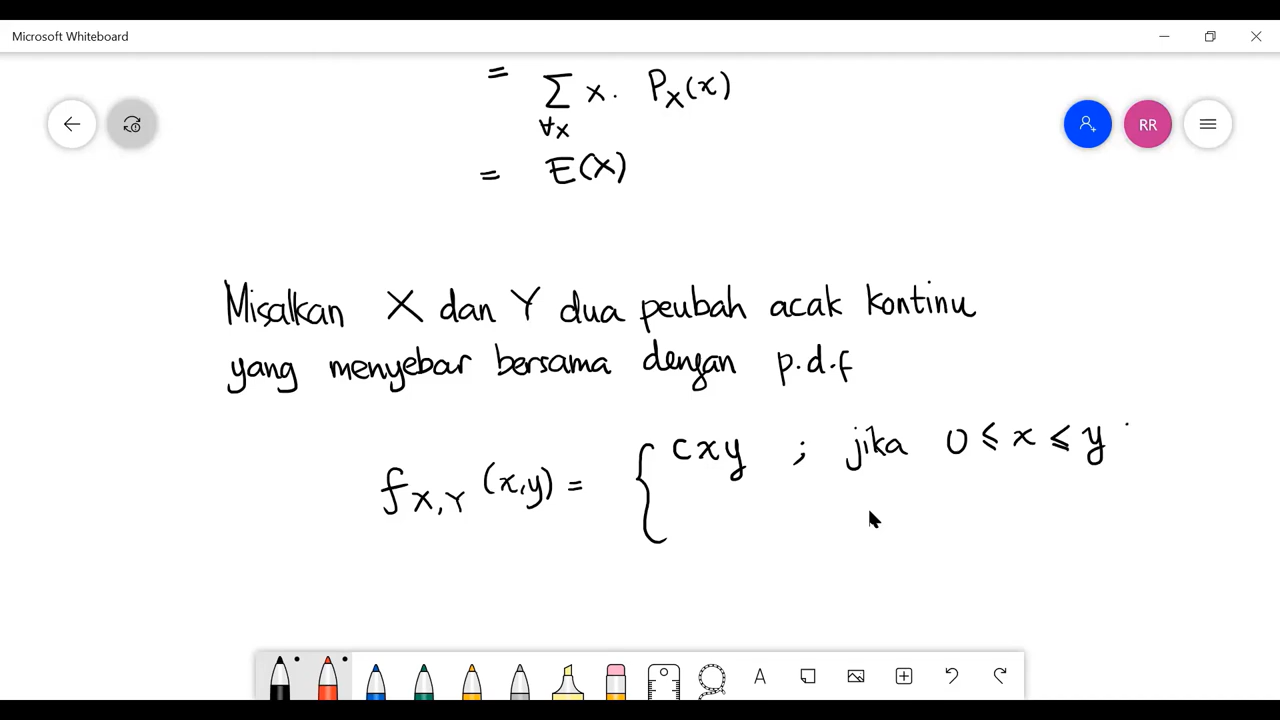 Microsoft Whiteboard
= ∑ x. P_X(x)
∀x
= E(X)
RR
Misalkan X dan Y dua peubah acak kontinu
yang menyebar bersama dengan p.d.f
f_{X,Y}(x,y) = { cxy ; jika 0 ≤ x ≤ y
A